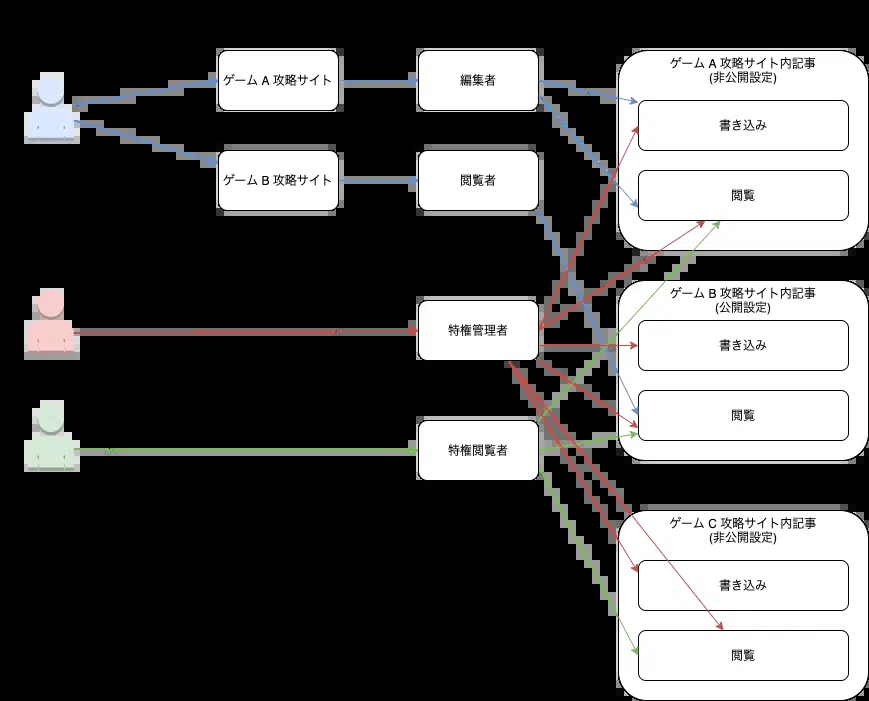 ゲーム A 攻略サイト
編集者
ゲーム A 攻略サイト内記事
(非公開設定)
書き込み
閲覧
ゲーム B 攻略サイト
閲覧者
特権管理者
ゲーム B 攻略サイト内記事
(公開設定)
書き込み
閲覧
特権閲覧者
ゲーム C 攻略サイト内記事
(非公開設定)
書き込み
閲覧